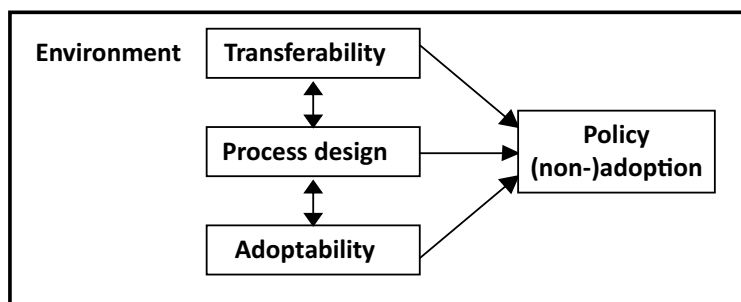 Environment
Transferability
Process design
Adoptability
Policy
(non-)adoption